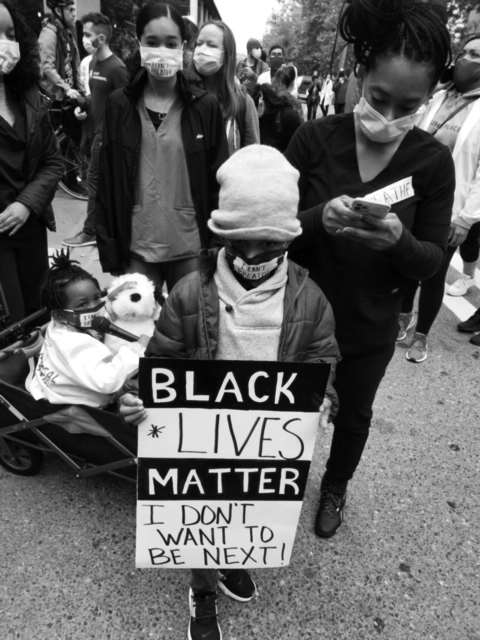 I CAN'T
BREATHE
BLACK
* LIVES
MATTER
I DON'T
WANT TO
BE NEXT!